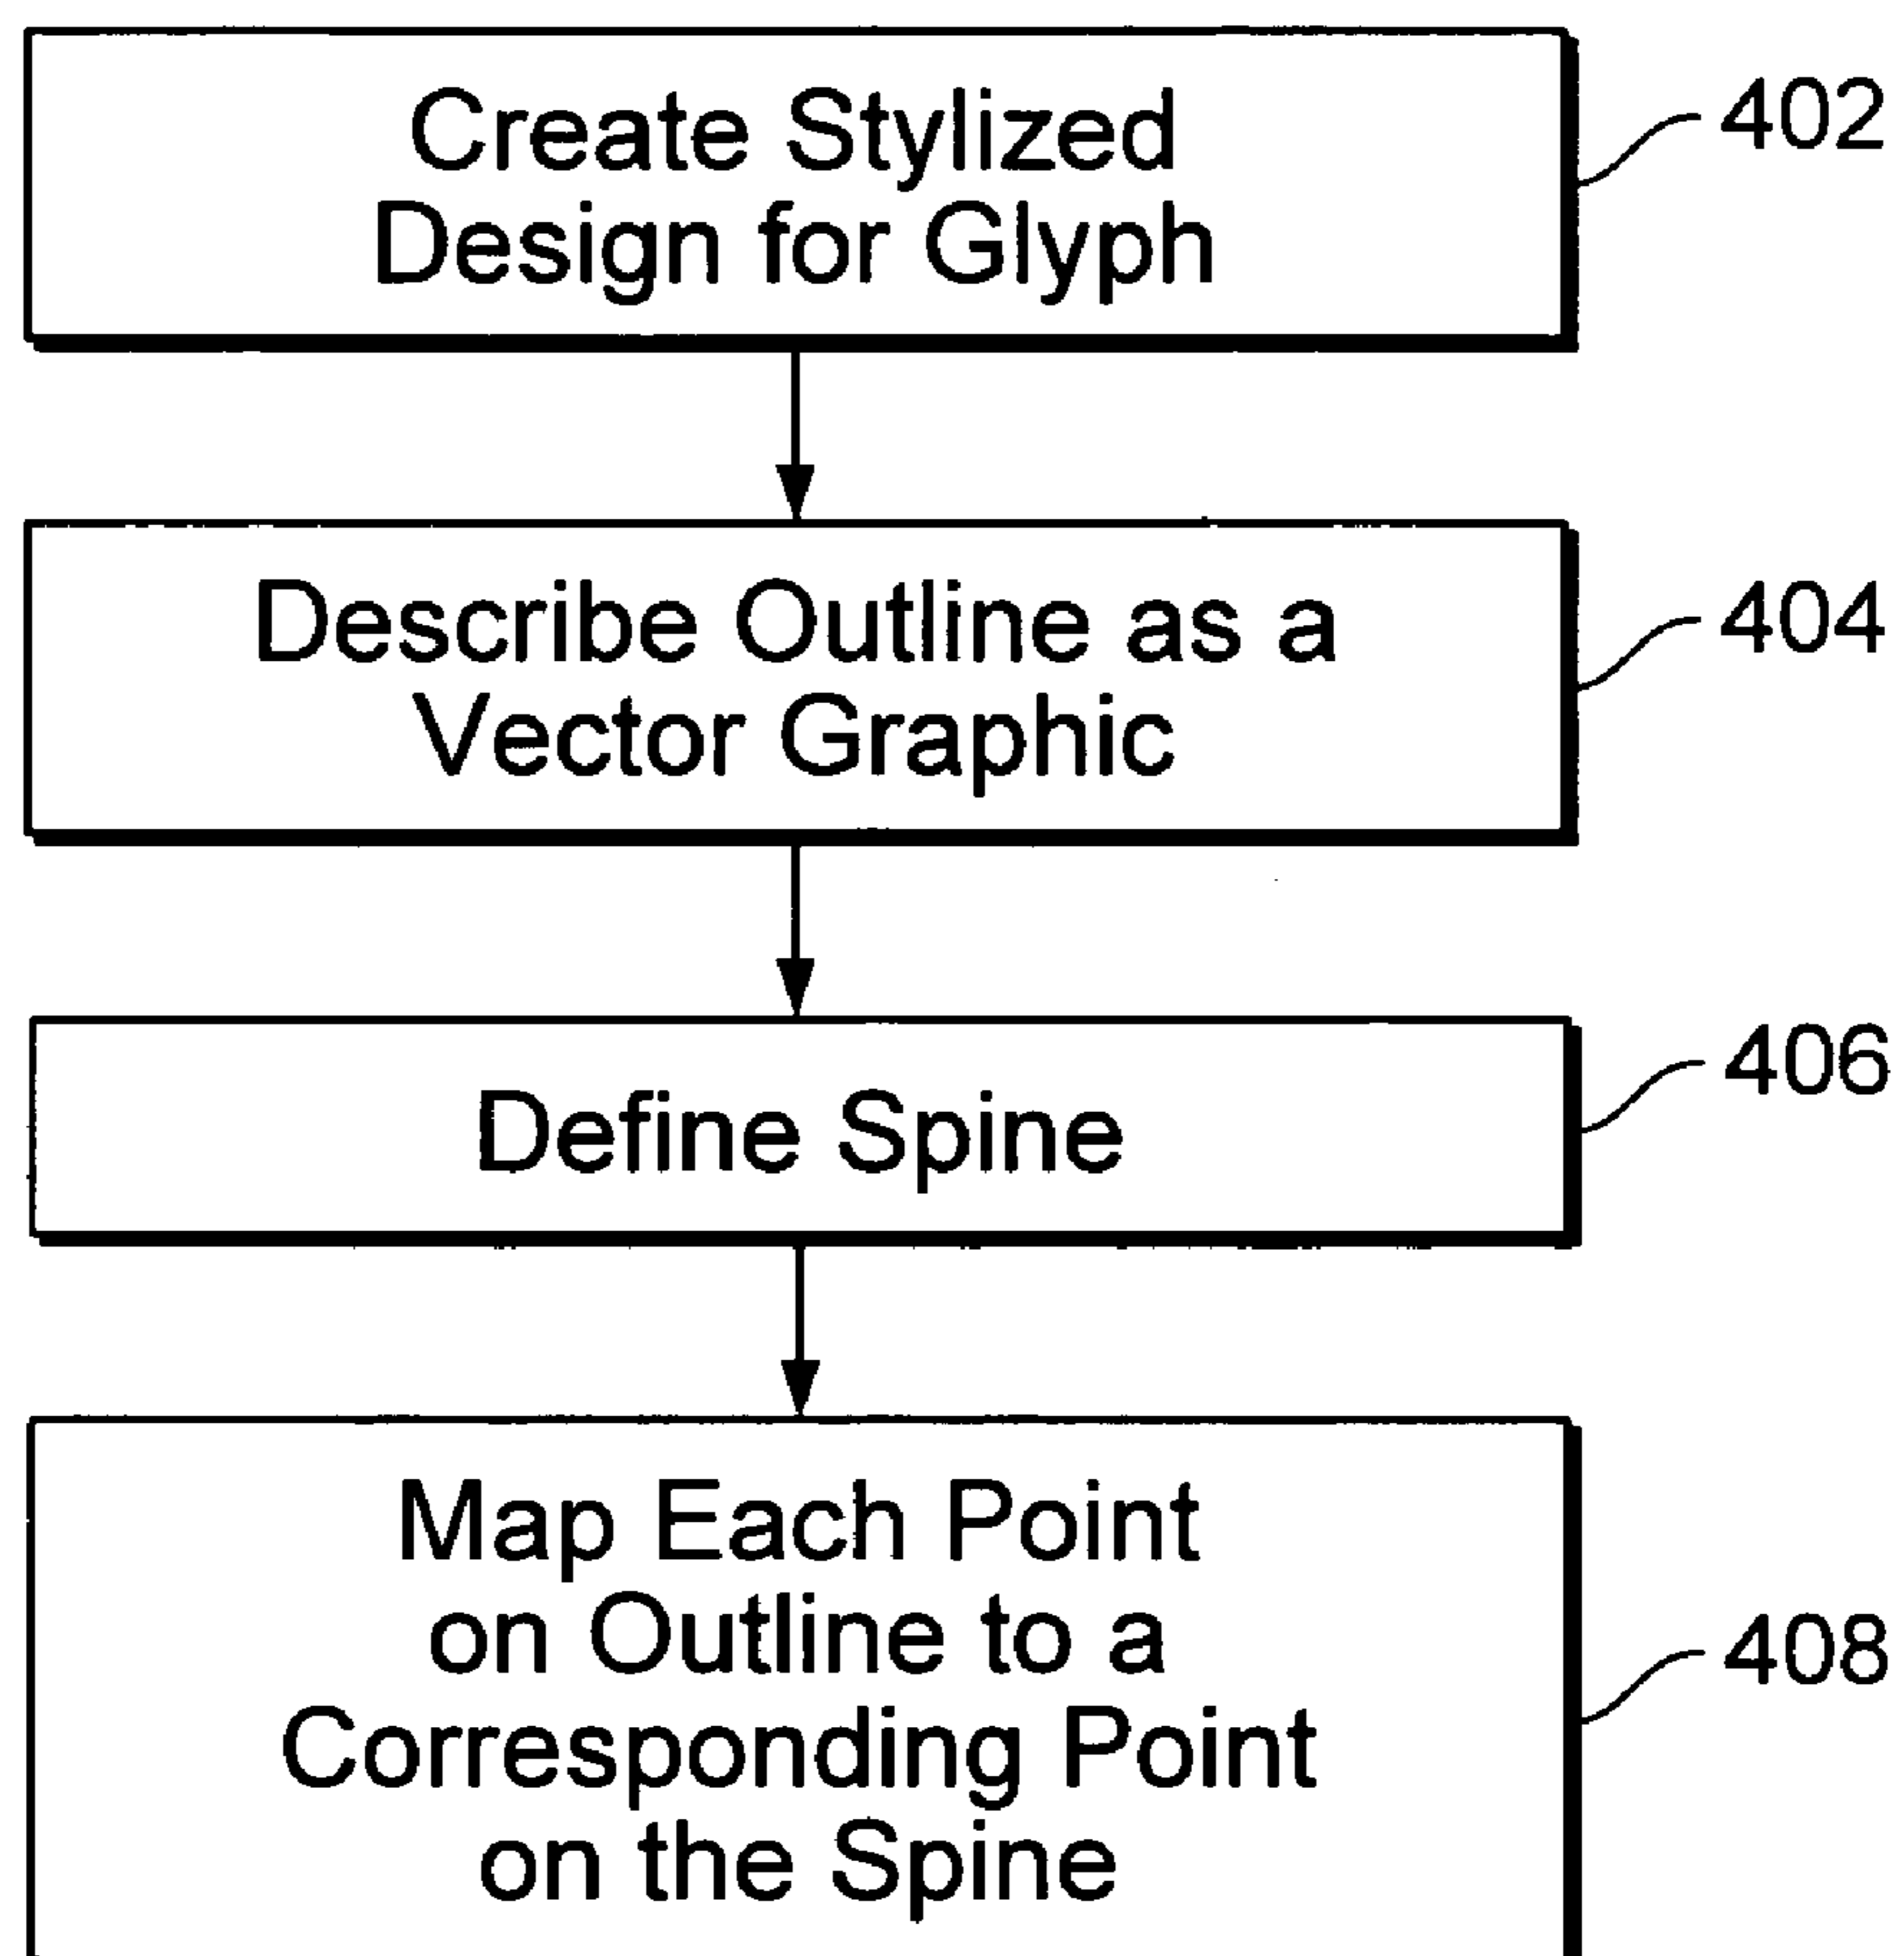 Create Stylized
Design for Glyph
402
Describe Outline as a
Vector Graphic
404
Define Spine
406
Map Each Point
on Outline to a
Corresponding Point
on the Spine
408